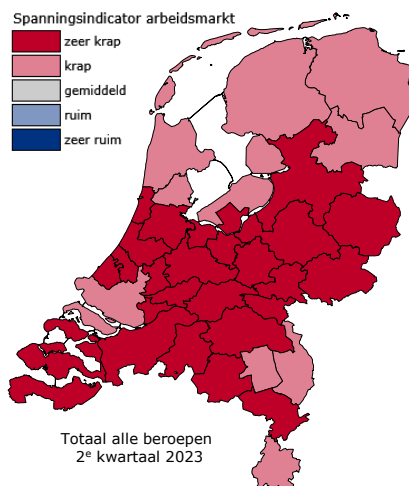 Spanningsindicator arbeidsmarkt
zeer krap
krap
gemiddeld
ruim
zeer ruim
Totaal alle beroepen
2e kwartaal 2023